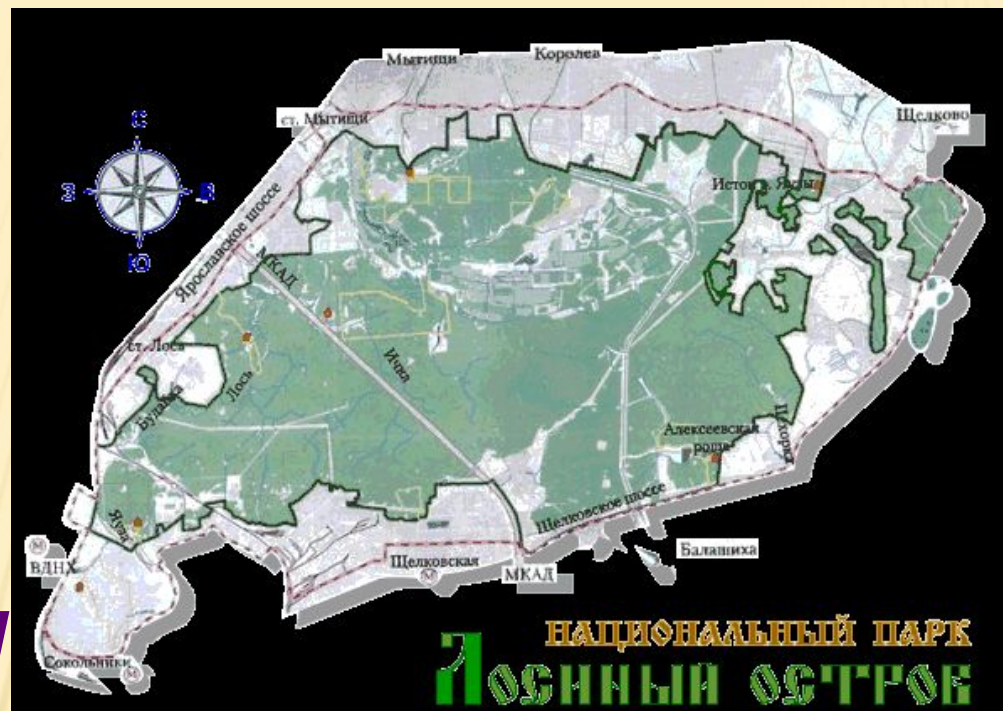 Мытищи
Королев
ст. Мытищи
Щелково
С
З
В
Ю
Исток р. Яузы
Ярославское шоссе
МКАД
ст. Лось
Ичка
Лось
Будайка
Пехорка
Алексеевская
роща
Яуза
Щелковское шоссе
ВДНХ
М
Щелковская
М
МКАД
Балашиха
Сокольники
М
НАЦИОНАЛЬНЫЙ ПАРК
ЛОСИНЫЙ ОСТРОВ